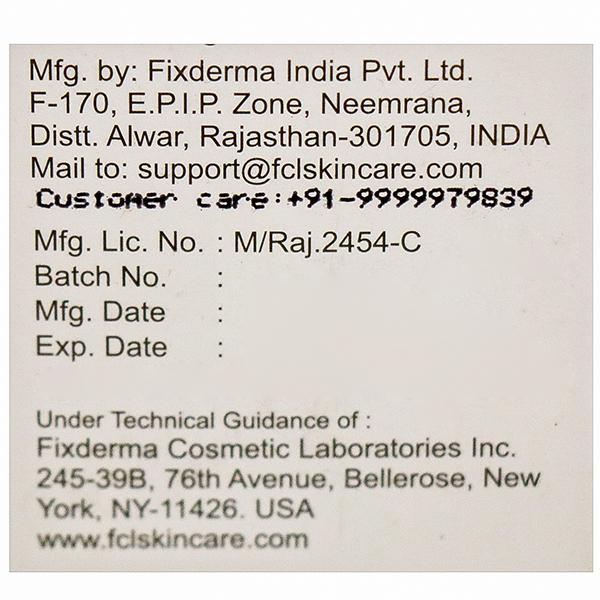 Mfg. by: Fixderma India Pvt. Ltd.
F-170, E.P.I.P. Zone, Neemrana,
Distt. Alwar, Rajasthan-301705, INDIA
Mail to: support@fclskincare.com
Customer care:+91-9999979839
Mfg. Lic. No. : M/Raj.2454-C
Batch No. :
Mfg. Date :
Exp. Date :
Under Technical Guidance of :
Fixderma Cosmetic Laboratories Inc.
245-39B, 76th Avenue, Bellerose, New
York, NY-11426. USA
www.fclskincare.com